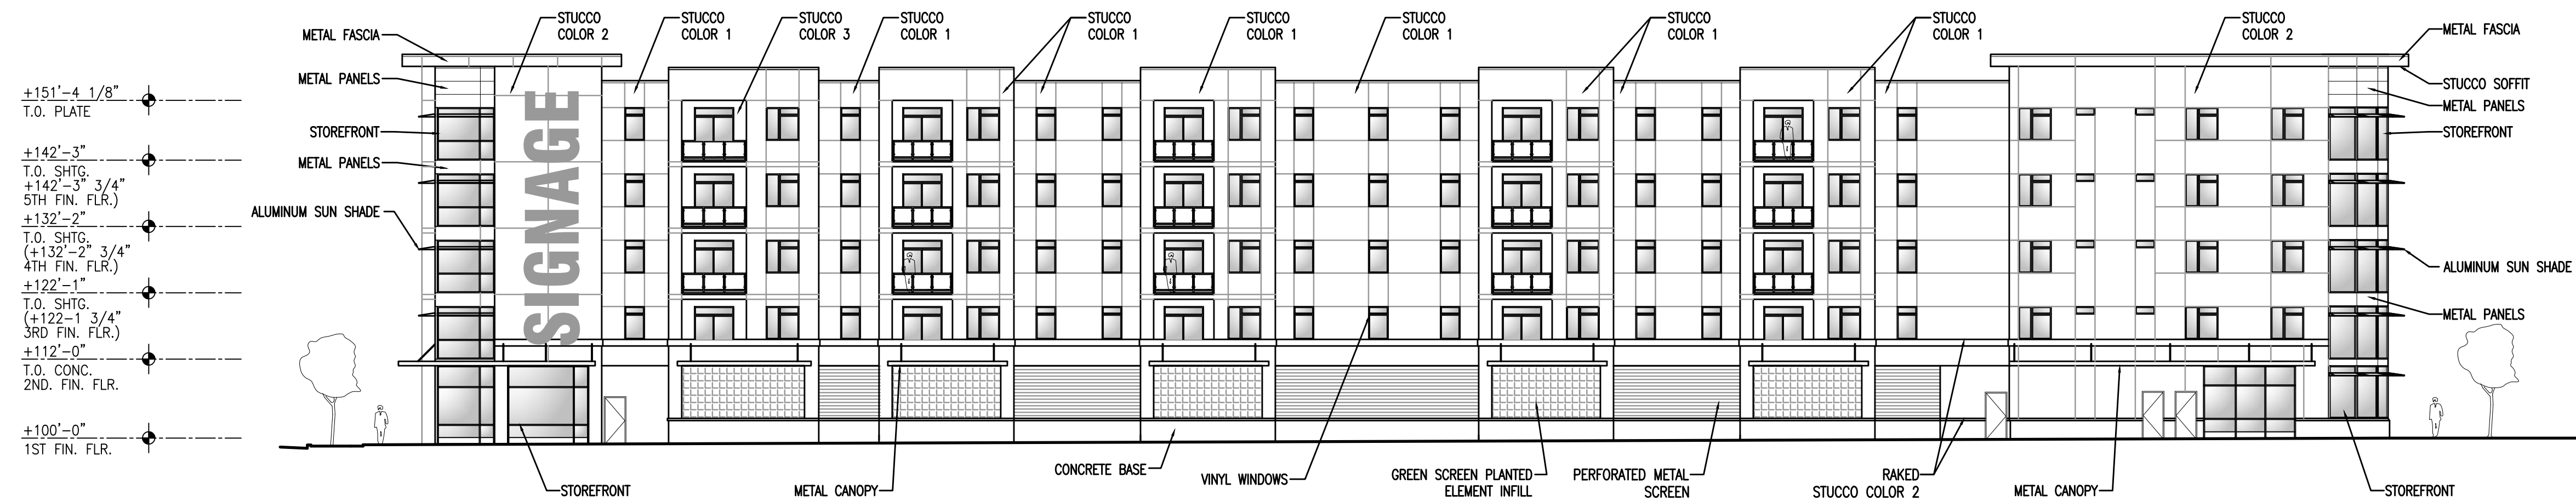 STUCCO
COLOR 2
STUCCO
COLOR 1
STUCCO
COLOR 3
STUCCO
COLOR 1
STUCCO
COLOR 1
STUCCO
COLOR 1
STUCCO
COLOR 1
STUCCO
COLOR 1
STUCCO
COLOR 1
STUCCO
COLOR 2
METAL FASCIA
METAL PANELS
STOREFRONT
METAL PANELS
ALUMINUM SUN SHADE
+151'-4 1/8"
T.O. PLATE
+142'-3"
T.O. SHTG.
+142'-3" 3/4"
5TH FIN. FLR.)
+132'-2"
T.O. SHTG.
(+132'-2" 3/4"
4TH FIN. FLR.)
+122'-1"
T.O. SHTG.
(+122-1 3/4"
3RD FIN. FLR.)
+112'-0"
T.O. CONC.
2ND. FIN. FLR.
+100'-0"
1ST FIN. FLR.
SIGNAGE
METAL FASCIA
STUCCO SOFFIT
METAL PANELS
STOREFRONT
ALUMINUM SUN SHADE
METAL PANELS
STOREFRONT
METAL CANOPY
CONCRETE BASE
VINYL WINDOWS
GREEN SCREEN PLANTED
ELEMENT INFILL
PERFORATED METAL
SCREEN
RAKED
STUCCO COLOR 2
METAL CANOPY
STOREFRONT